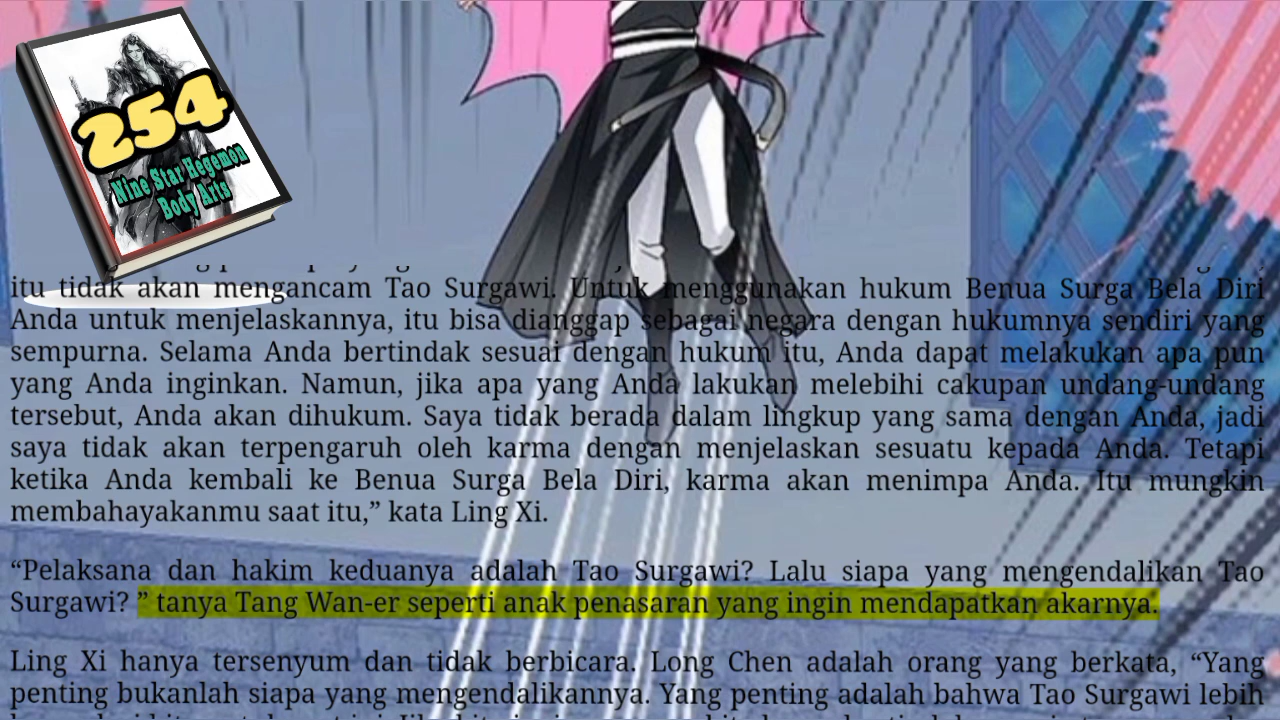 254
Nine Star Hegemon
Body Arts
itu tidak akan mengancam Tao Surgawi. Untuk menggunakan hukum Benua Surga Bela Diri
Anda untuk menjelaskannya, itu bisa dianggap sebagai negara dengan hukumnya sendiri yang
sempurna. Selama Anda bertindak sesuai dengan hukum itu, Anda dapat melakukan apa pun
yang Anda inginkan. Namun, jika apa yang Anda lakukan melebihi cakupan undang-undang
tersebut, Anda akan dihukum. Saya tidak berada dalam lingkup yang sama dengan Anda, jadi
saya tidak akan terpengaruh oleh karma dengan menjelaskan sesuatu kepada Anda. Tetapi
ketika Anda kembali ke Benua Surga Bela Diri, karma akan menimpa Anda. Itu mungkin
membahayakanmu saat itu,” kata Ling Xi.
“Pelaksana dan hakim keduanya adalah Tao Surgawi? Lalu siapa yang mengendalikan Tao
Surgawi? ” tanya Tang Wan-er seperti anak penasaran yang ingin mendapatkan akarnya.
Ling Xi hanya tersenyum dan tidak berbicara. Long Chen adalah orang yang berkata, “Yang
penting bukanlah siapa yang mengendalikannya. Yang penting adalah bahwa Tao Surgawi lebih